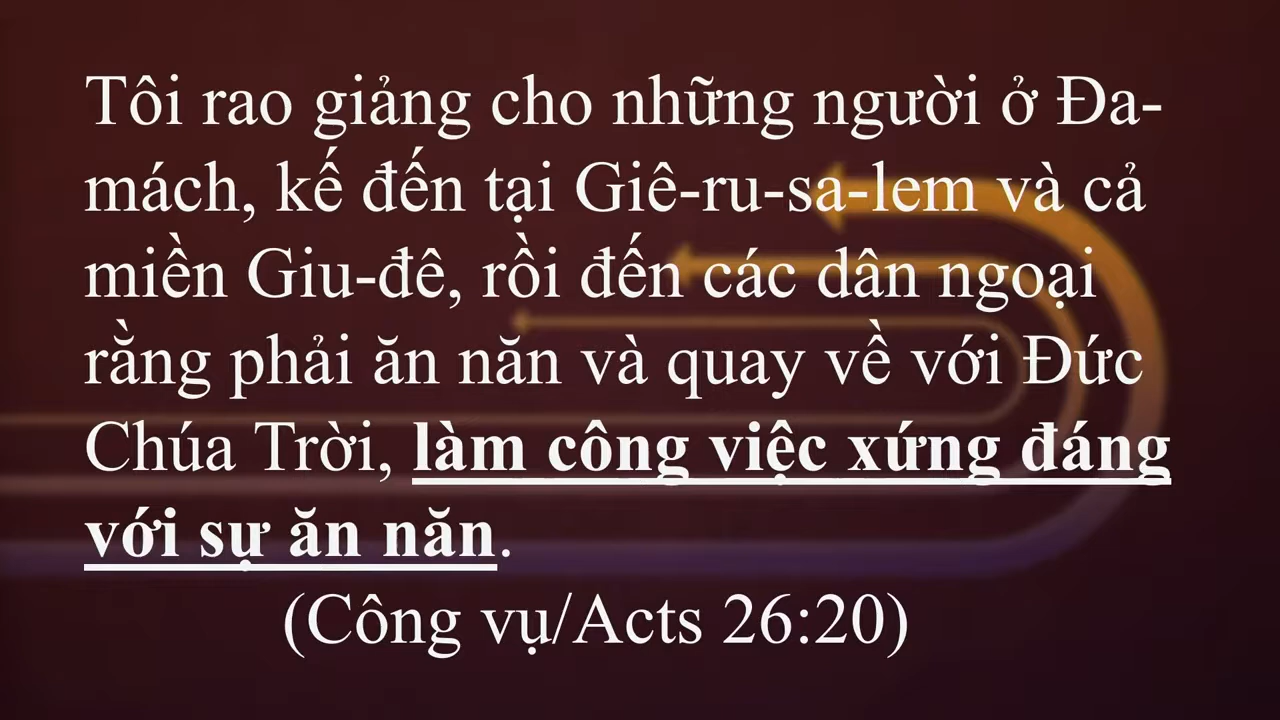 Tôi rao giảng cho những người ở Đa-
mách, kế đến tại Giê-ru-sa-lem và cả
miền Giu-đê, rồi đến các dân ngoại
rằng phải ăn năn và quay về với Đức
Chúa Trời, làm công việc xứng đáng
với sự ăn năn.
(Công vụ/Acts 26:20)